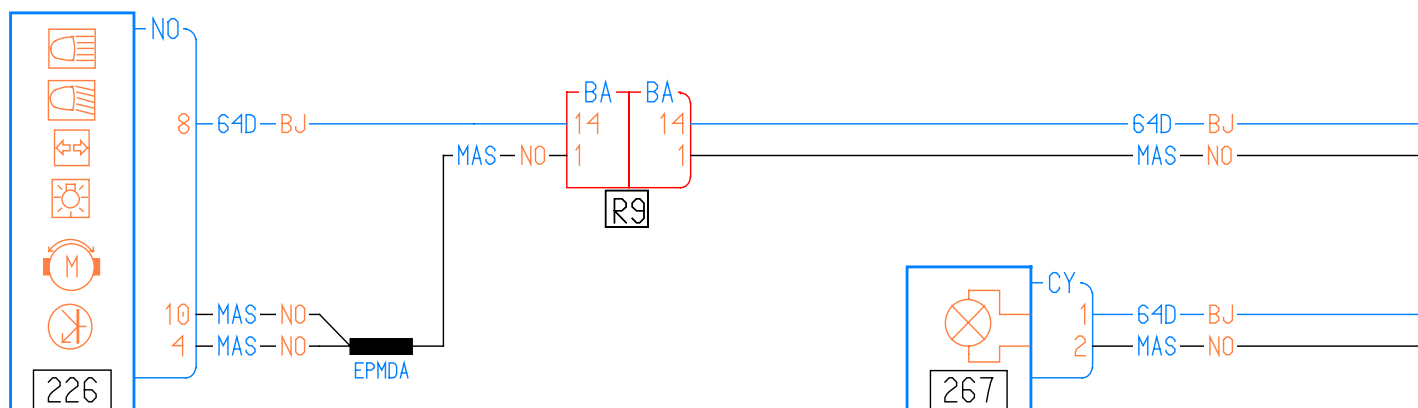 NO
BA BA
8 64D BJ 14 14 64D BJ
MAS NO 1 1 MAS NO
R9
M
CY
10 MAS NO 1 64D BJ
4 MAS NO 2 MAS NO
EPMDA
226 267